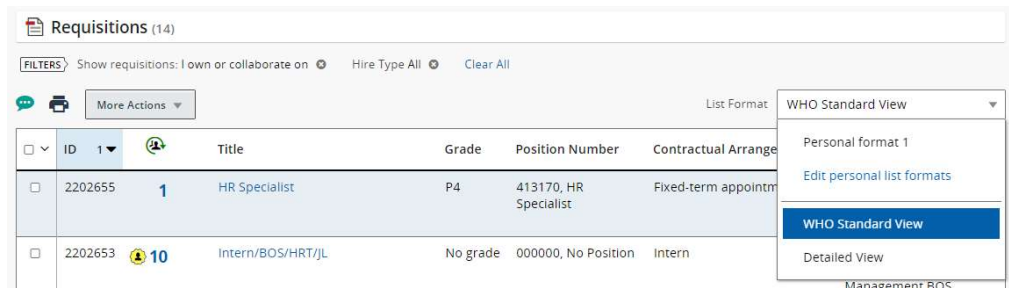 Requisitions (14)
FILTERS Show requisitions: I own or collaborate on Hire Type All Clear All
More Actions List Format WHO Standard View
ID 1 Title Grade Position Number Contractual Arrange
Personal format 1
Edit personal list formats
WHO Standard View
Detailed View
2202655 1 HR Specialist P4 413170, HR Fixed-term appointm
Specialist
2202653 10 Intern/BOS/HRT/JL No grade 000000, No Position Intern
Management BOS